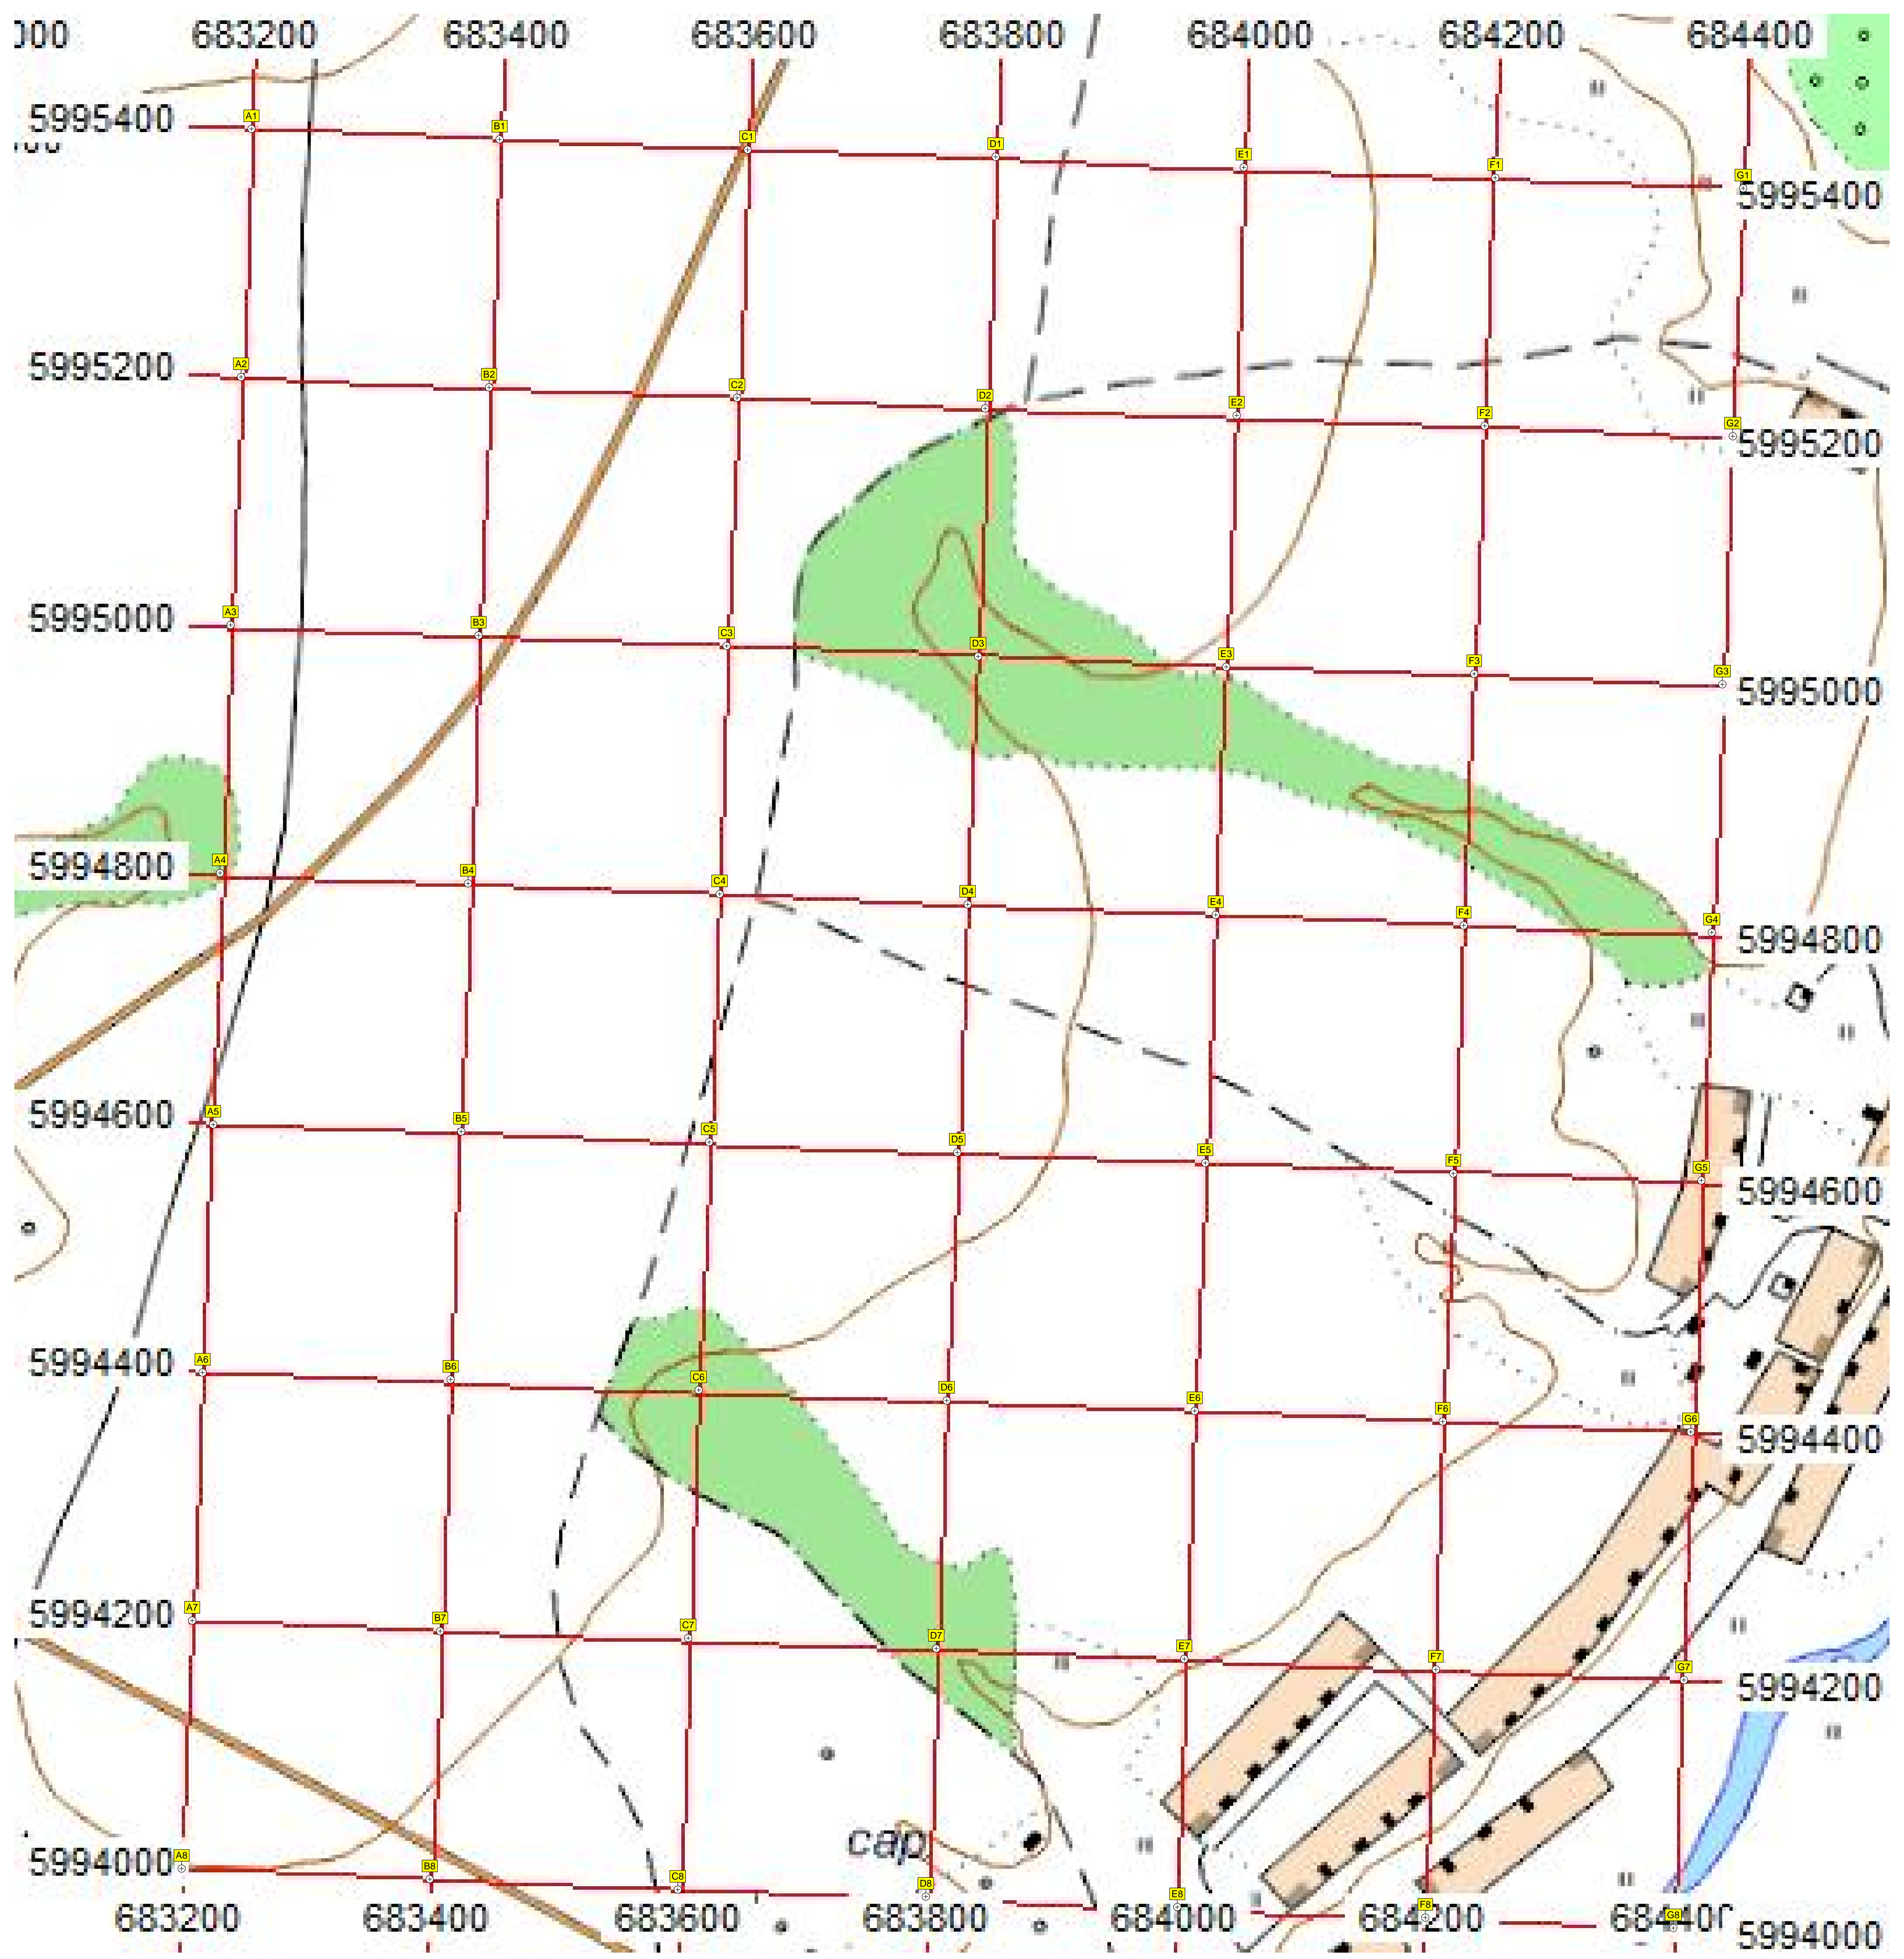 000 683200 683400 683600 683800 684000 684200 684400
5995400 A1 B1 C1 D1 E1 F1 G1 5995400
5995200 A2 B2 C2 D2 E2 F2 G2 5995200
5995000 A3 B3 C3 D3 E3 F3 G3 5995000
5994800 A4 B4 C4 D4 E4 F4 G4 5994800
5994600 A5 B5 C5 D5 E5 F5 G5 5994600
5994400 A6 B6 C6 D6 E6 F6 G6 5994400
5994200 A7 B7 C7 D7 E7 F7 G7 5994200
сар
5994000 A8 B8 C8 D8 E8 F8 G8 5994000
683200 683400 683600 683800 684000 684200 68440